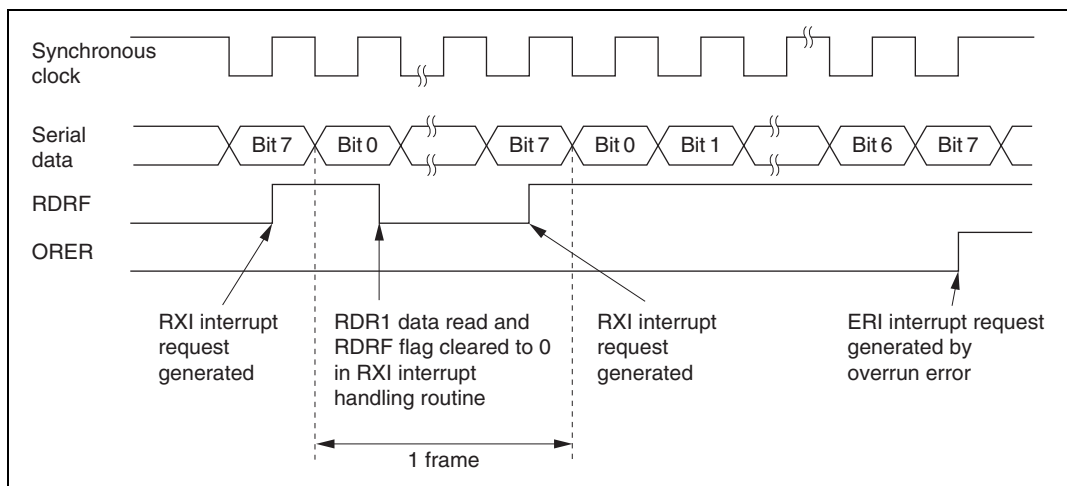 Synchronous
clock
Serial
data
Bit 7
Bit 0
Bit 7
Bit 0
Bit 1
Bit 6
Bit 7
RDRF
ORER
RXI interrupt
request
generated
RDR1 data read and
RDRF flag cleared to 0
in RXI interrupt
handling routine
RXI interrupt
request
generated
ERI interrupt request
generated by
overrun error
1 frame